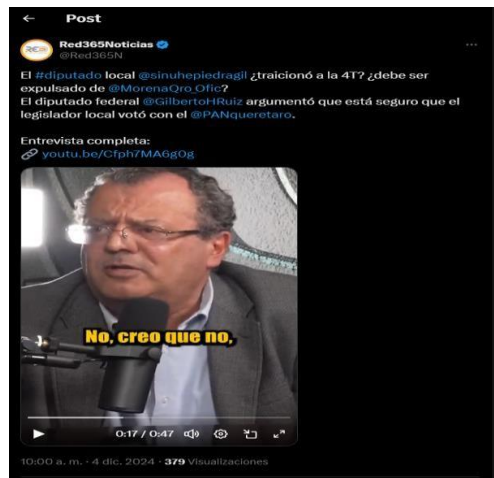 Post
Red365Noticias
@Red365N
El #diputado local @sinuhepiedragil ¿traicionó a la 4T? ¿debe ser
expulsado de @MorenaQro_Ofic?
El diputado federal @GilbertoHRuiz argumentó que está seguro que el
legislador local votó con el @PANqueretaro.
Entrevista completa:
youtu.be/Cfph7MA6g0g
No, creo que no,
0:17 / 0:47
10:00 a. m. · 4 dic. 2024 · 379 Visualizaciones